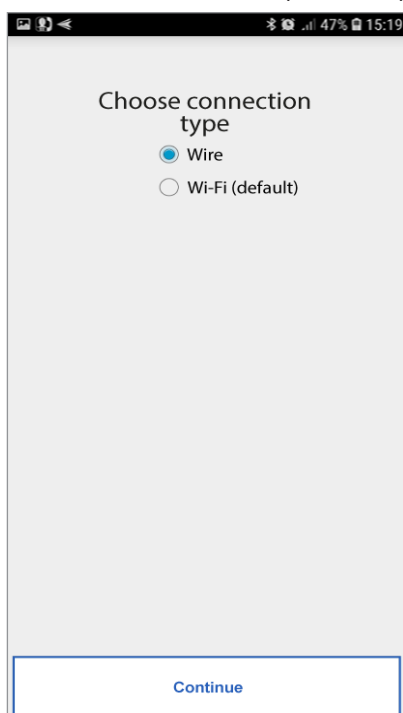 47% 15:19
Choose connection
type
Wire
Wi-Fi (default)
Continue